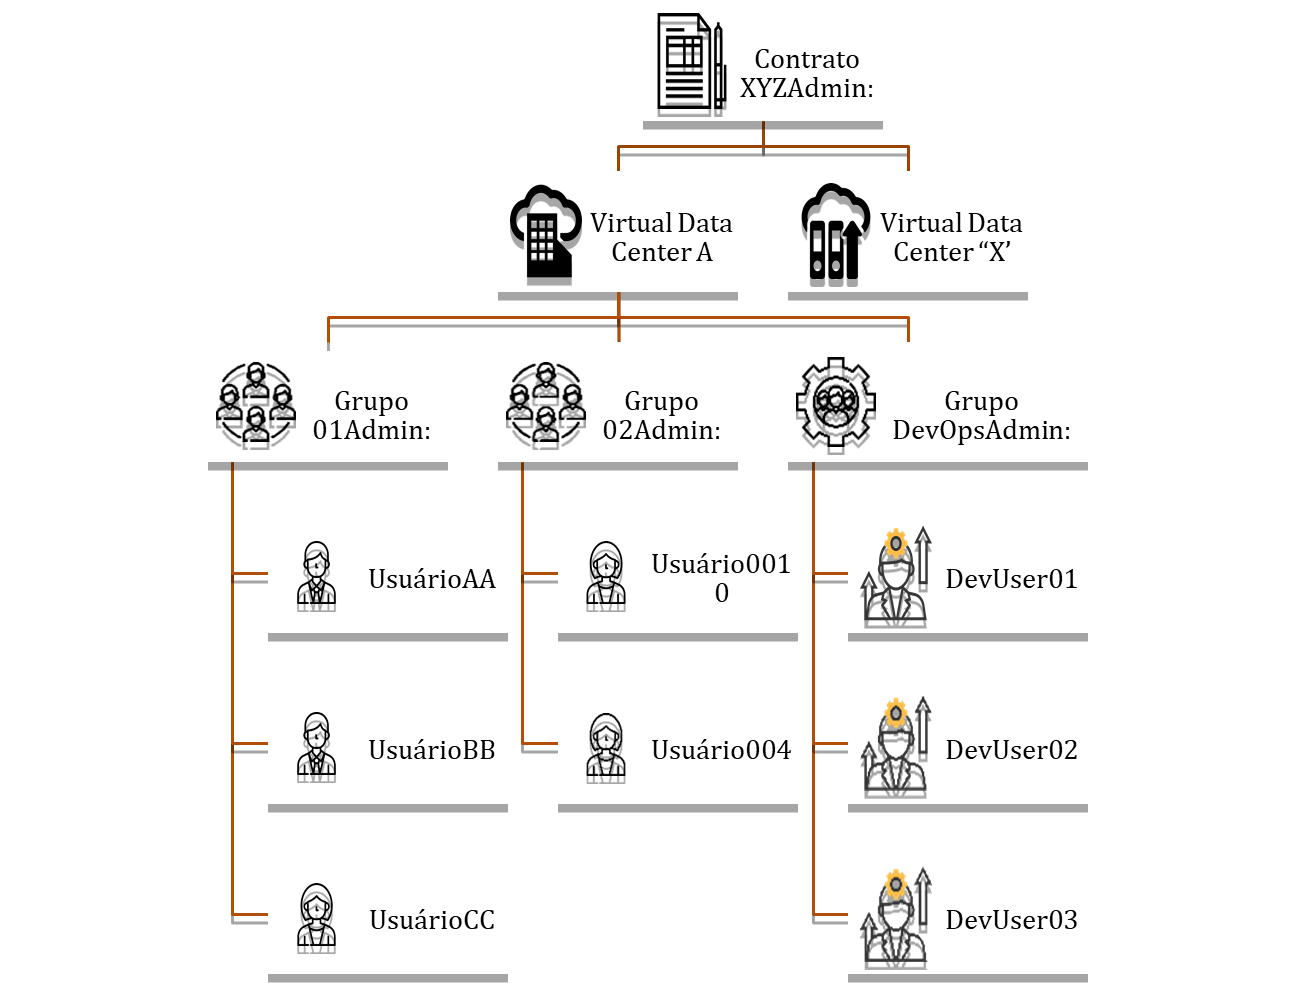 Contrato
XYZAdmin:
Virtual Data
Center A
Virtual Data
Center “X’
Grupo
01Admin:
Grupo
02Admin:
Grupo
DevOpsAdmin:
UsuárioAA
Usuário001
0
DevUser01
UsuárioBB
Usuário004
DevUser02
UsuárioCC
DevUser03